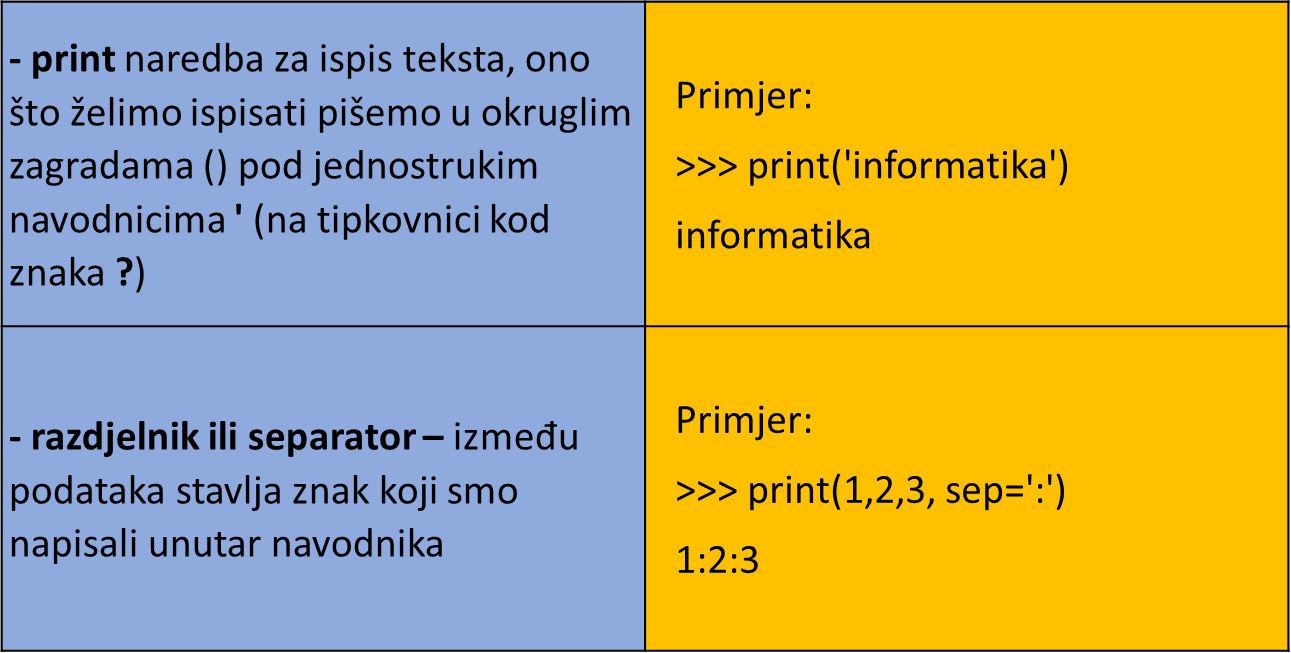 - print naredba za ispis teksta, ono
što želimo ispisati pišemo u okruglim
zagradama () pod jednostrukim
navodnicima ' (na tipkovnici kod
znaka ?)
Primjer:
>>> print('informatika')
informatika
- razdjelnik ili separator – između
podataka stavlja znak koji smo
napisali unutar navodnika
Primjer:
>>> print(1,2,3, sep=':')
1:2:3